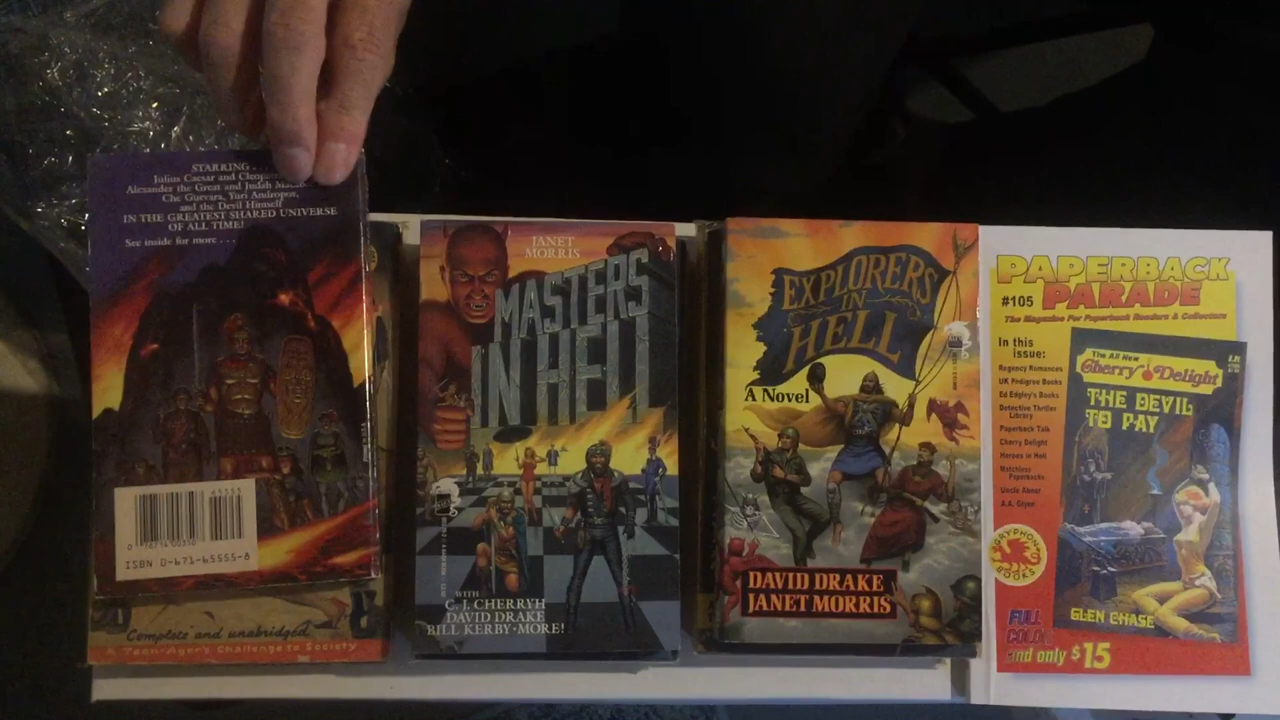 STARRING . . .
Julius Caesar and
Alexander the Great and Judah
Che Guevara, Yuri Andropov,
and the Devil Himself
IN THE GREATEST SHARED UNIVERSE
OF ALL TIME!
See inside for more . . .
65555
0 76714 00350
ISBN 0-671-65555-8
Complete and unabridged
A Teen-Ager's Challenge to Society
JANET
MORRIS
MASTERS
IN HELL
WITH
C. J. CHERRYH
DAVID DRAKE
BILL KERBY • MORE!
EXPLORERS
IN
HELL
A Novel
DAVID DRAKE
JANET MORRIS
PAPERBACK
PARADE
#105
The Magazine For Paperback Readers & Collectors
In this
issue:
Regency Romances
UK Pedigree Books
Ed Edgley's Books
Detective Thriller
Library
Paperback Talk
Cherry Delight
Heroes in Hell
Matchless
Paperbacks
Uncle Abner
A.A. Glynn
GRYPHON
BOOKS
FULL
COLOR
and only $15
The All New
Cherry Delight
THE DEVIL
TO PAY
GLEN CHASE